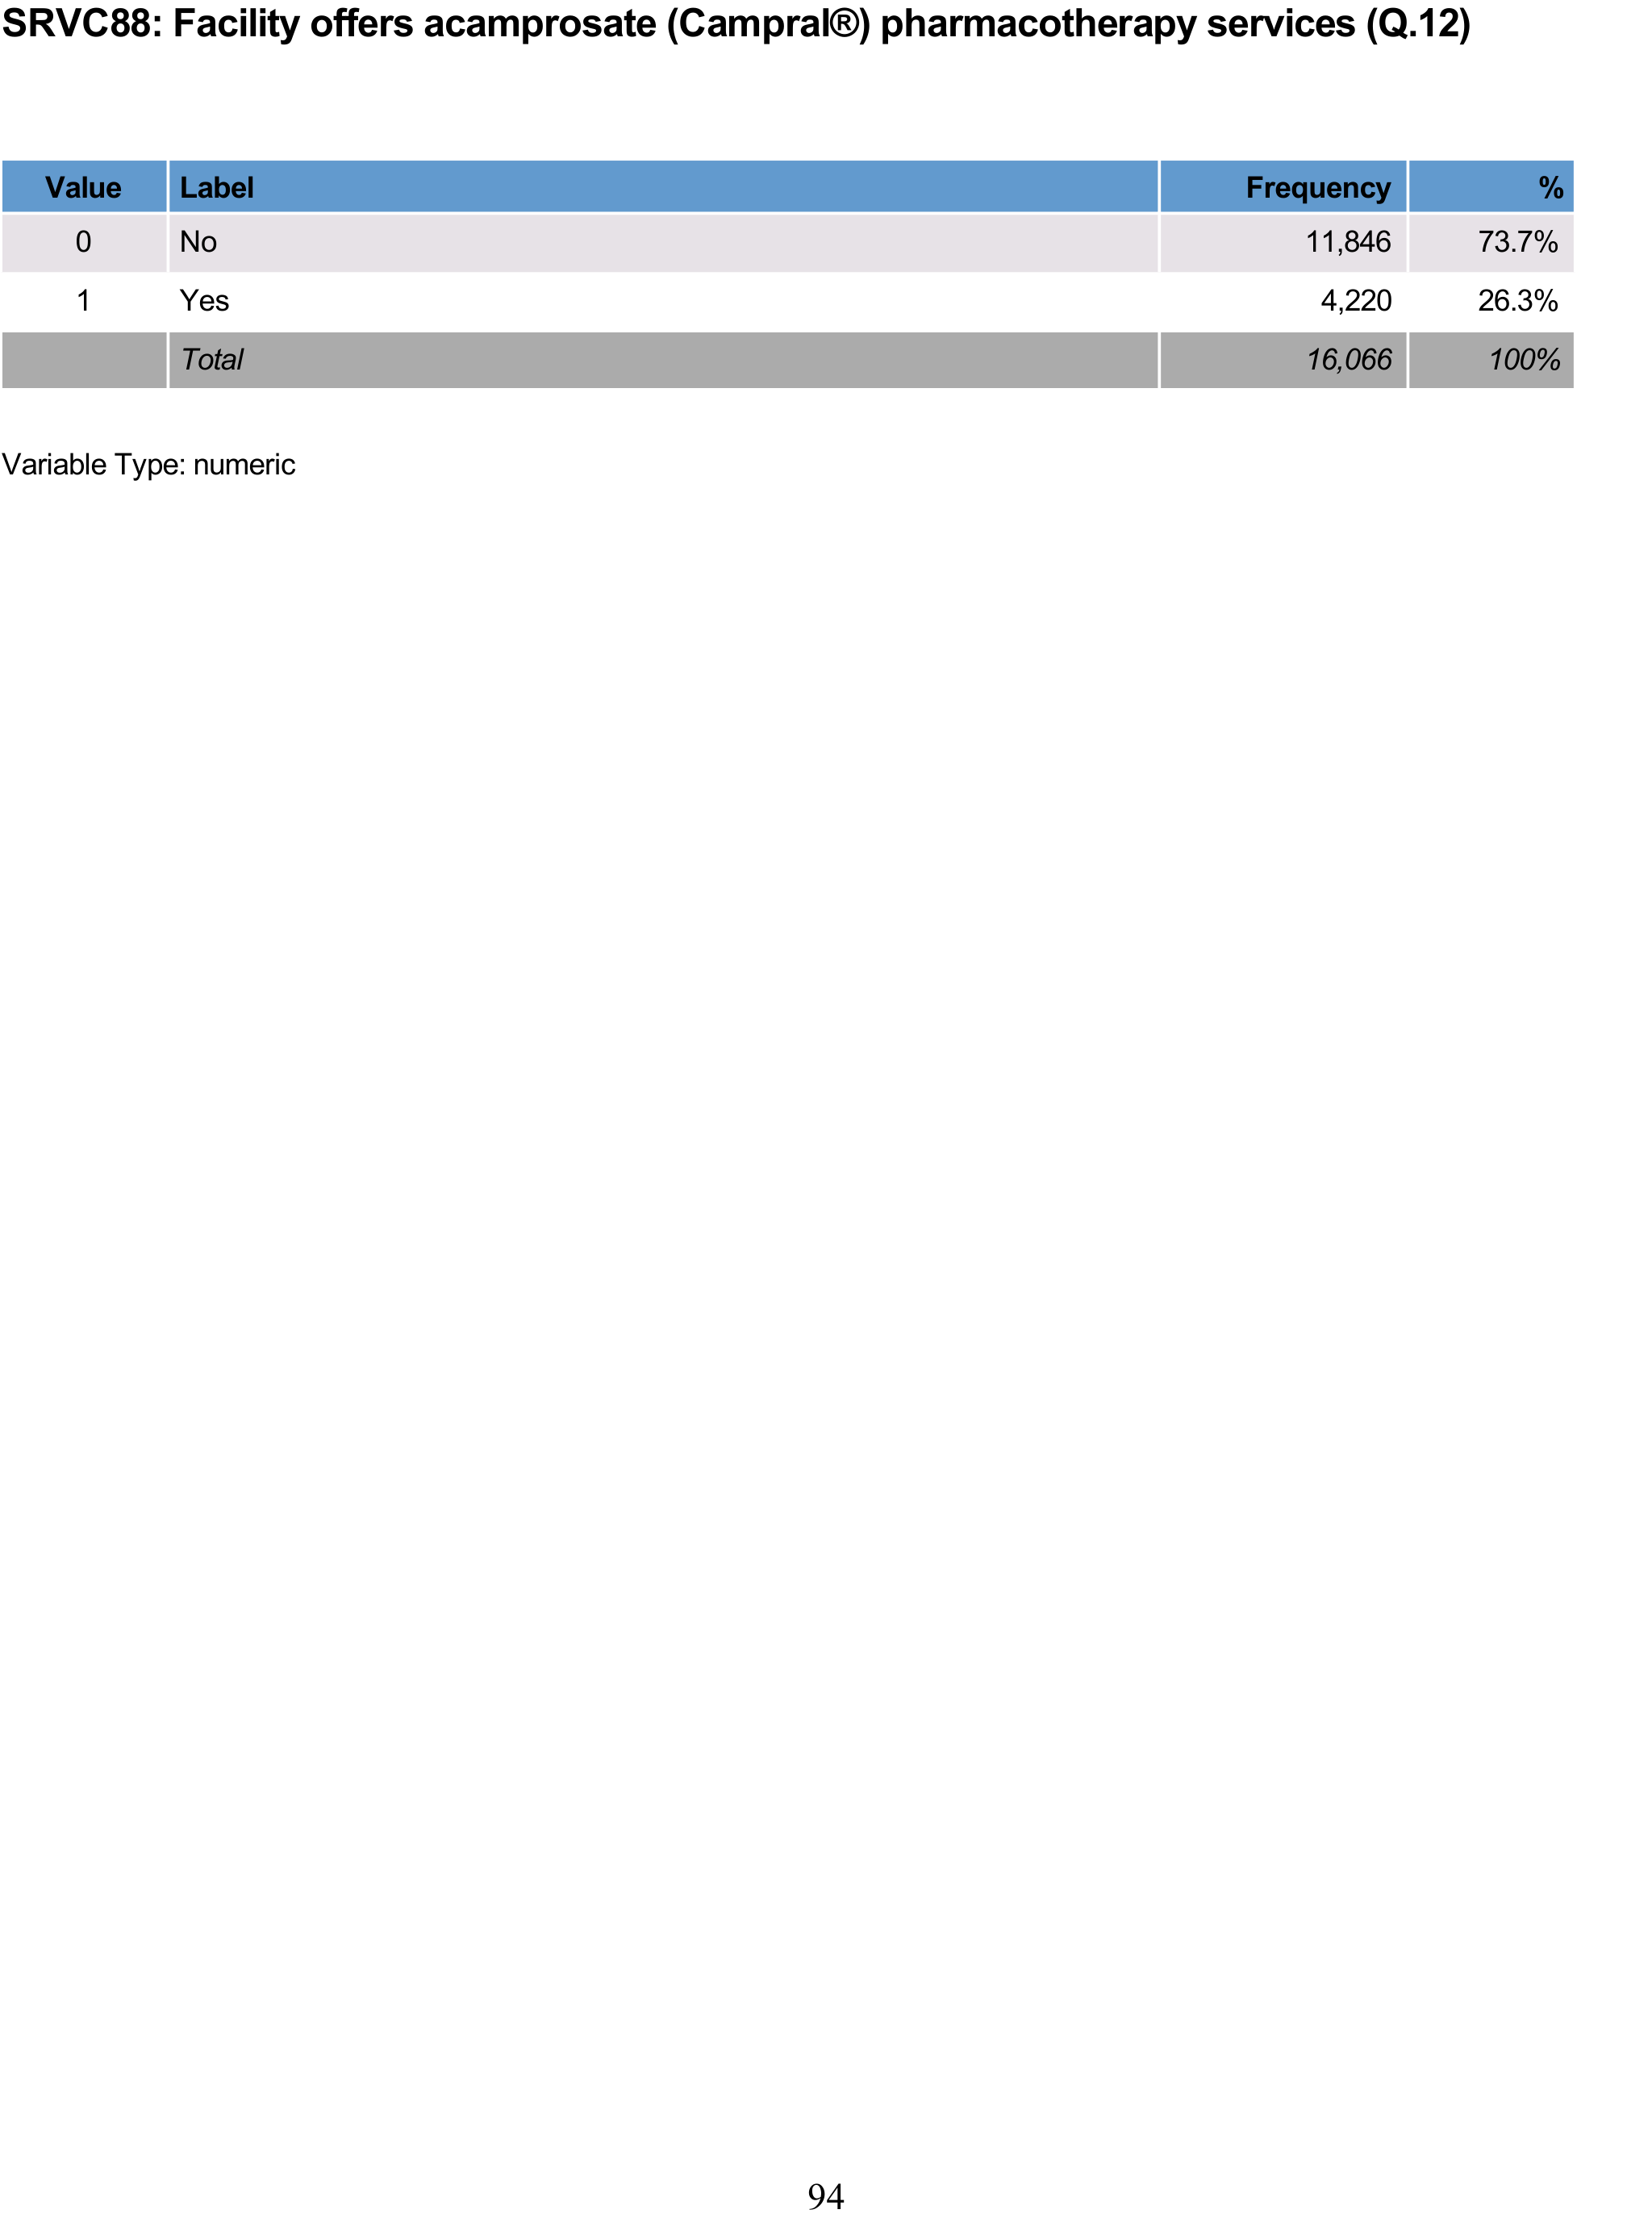 SRVC88: Facility offers acamprosate (Campral®) pharmacotherapy services (Q.12)
Value Label Frequency %
0 No 11,846 73.7%
1 Yes 4,220 26.3%
Total 16,066 100%
Variable Type: numeric
94